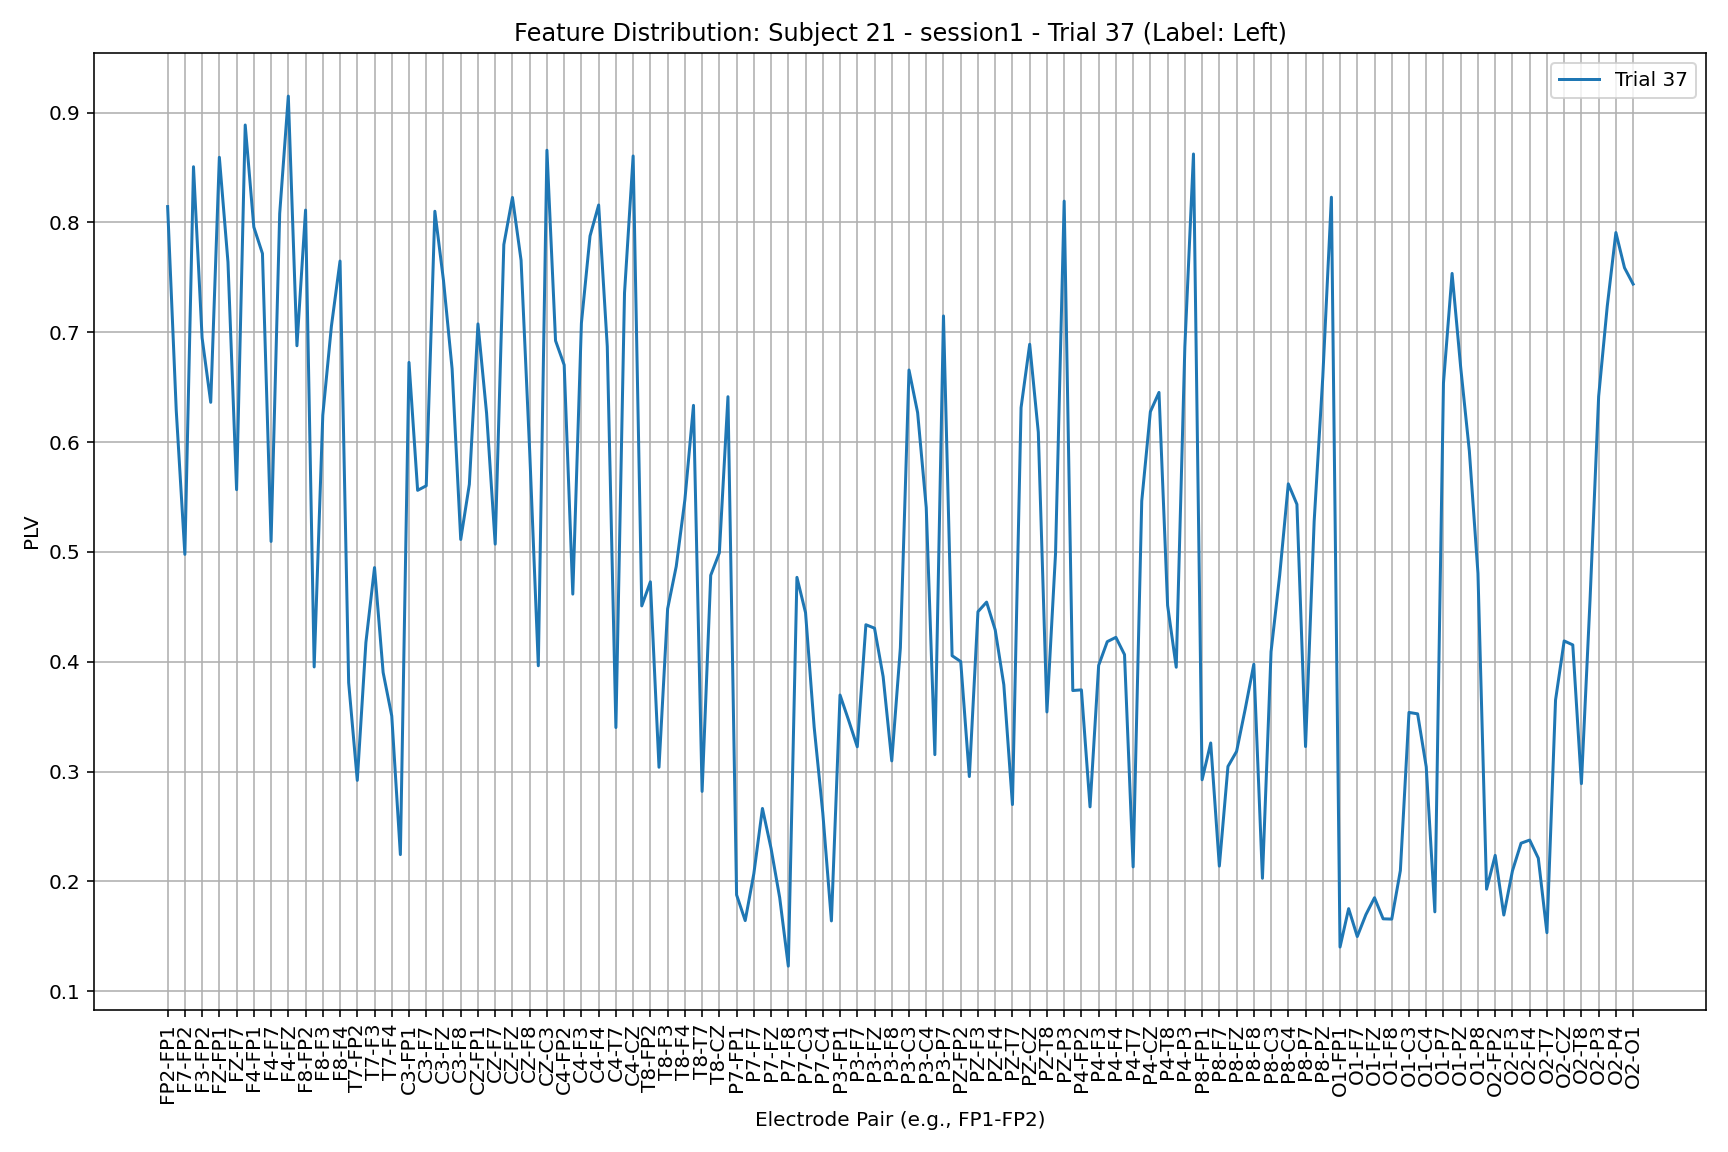 Feature Distribution: Subject 21 - session1 - Trial 37 (Label: Left)
Trial 37
PLV
0.9
0.8
0.7
0.6
0.5
0.4
0.3
0.2
0.1
FP2-FP1
F7-FP2
F3-FP2
FZ-FP1
FZ-F7
F4-FP1
F4-F7
F4-FZ
F8-FP2
F8-F3
F8-F4
T7-FP2
T7-F3
T7-F4
C3-FP1
C3-F7
C3-FZ
C3-F8
CZ-FP1
CZ-F7
CZ-FZ
CZ-F8
CZ-C3
C4-FP2
C4-F3
C4-F4
C4-T7
C4-CZ
T8-FP2
T8-F3
T8-F4
T8-T7
T8-CZ
P7-FP1
P7-F7
P7-FZ
P7-F8
P7-C3
P7-C4
P3-FP1
P3-F7
P3-FZ
P3-F8
P3-C3
P3-C4
P3-P7
PZ-FP2
PZ-F3
PZ-F4
PZ-T7
PZ-CZ
PZ-T8
PZ-P3
P4-FP2
P4-F3
P4-F4
P4-T7
P4-CZ
P4-T8
P4-P3
P8-FP1
P8-F7
P8-FZ
P8-F8
P8-C3
P8-C4
P8-P7
P8-PZ
O1-FP1
O1-F7
O1-FZ
O1-F8
O1-C3
O1-C4
O1-P7
O1-PZ
O1-P8
O2-FP2
O2-F3
O2-F4
O2-T7
O2-CZ
O2-T8
O2-P3
O2-P4
O2-O1
Electrode Pair (e.g., FP1-FP2)